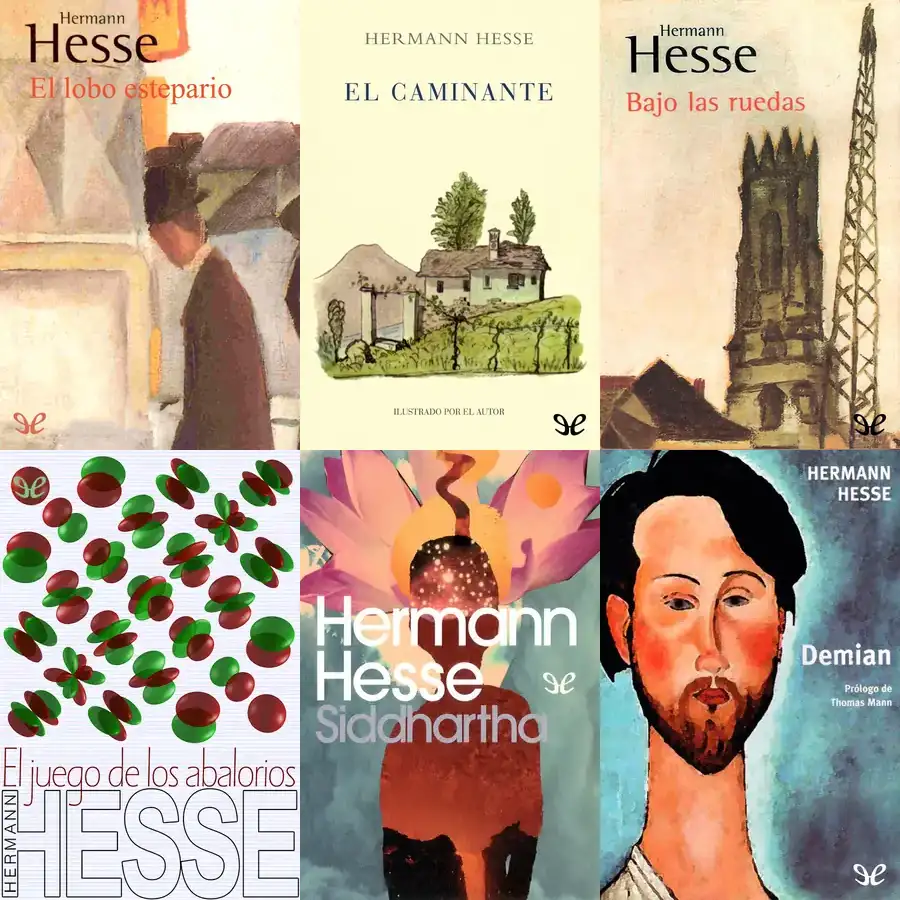 Hermann
Hesse
El lobo estepario
HERMANN HESSE
EL CAMINANTE
ILUSTRADO POR EL AUTOR
Hermann
Hesse
Bajo las ruedas
El juego de los abalorios
HERMANN
HESSE
Hermann
Hesse
Siddhartha
HERMANN
HESSE
Demian
Prólogo de
Thomas Mann